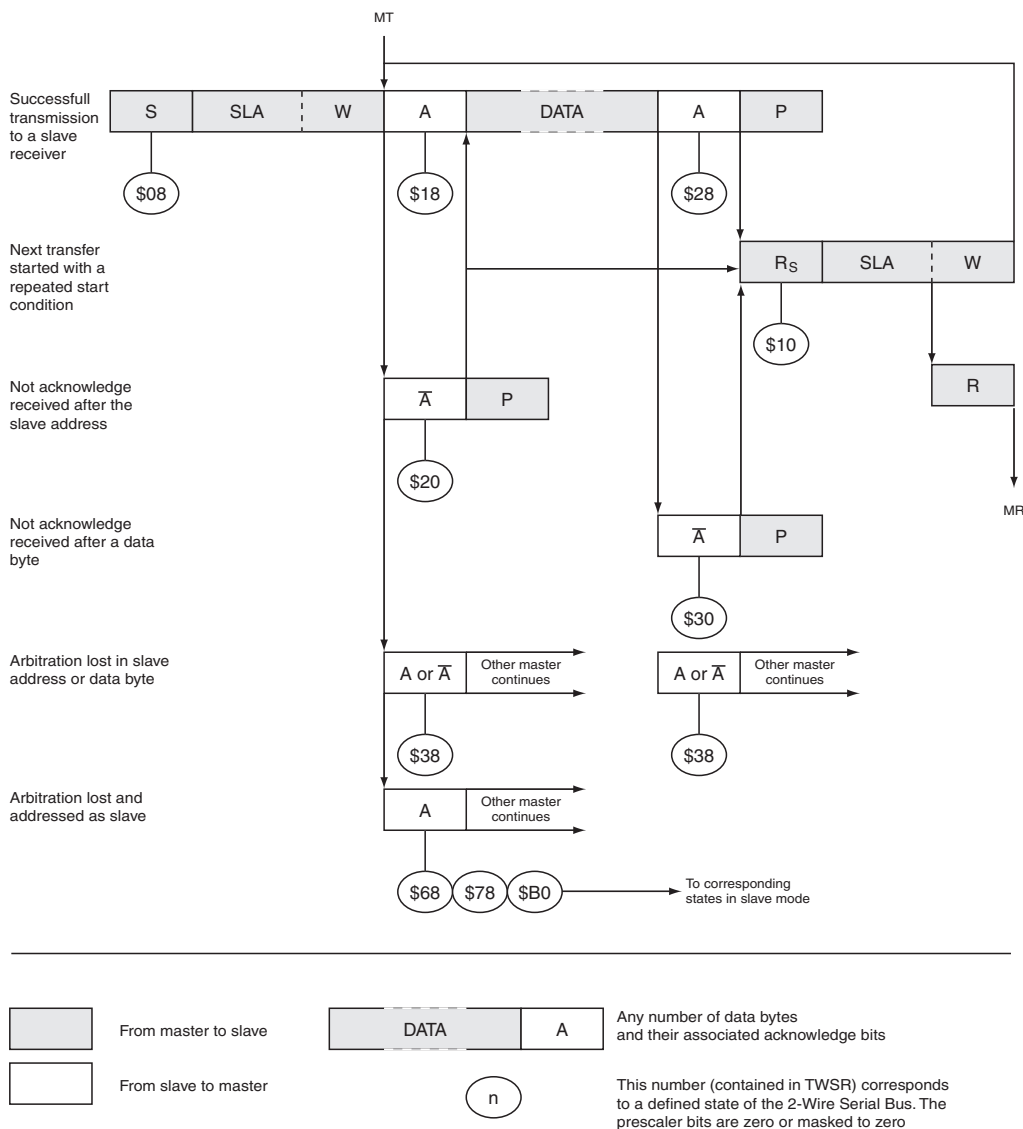 MT
Successfull
transmission
to a slave
receiver
S SLA W A DATA A P
$08 $18 $28
Next transfer
started with a
repeated start
condition
RS SLA W
$10
Not acknowledge
received after the
slave address
A̅ P
R
$20
MR
Not acknowledge
received after a data
byte
A̅ P
$30
Arbitration lost in slave
address or data byte
A or A̅ Other master
continues
A or A̅ Other master
continues
$38 $38
Arbitration lost and
addressed as slave
A Other master
continues
$68 $78 $B0 To corresponding
states in slave mode
From master to slave
DATA A
Any number of data bytes
and their associated acknowledge bits
From slave to master
n
This number (contained in TWSR) corresponds
to a defined state of the 2-Wire Serial Bus. The
prescaler bits are zero or masked to zero